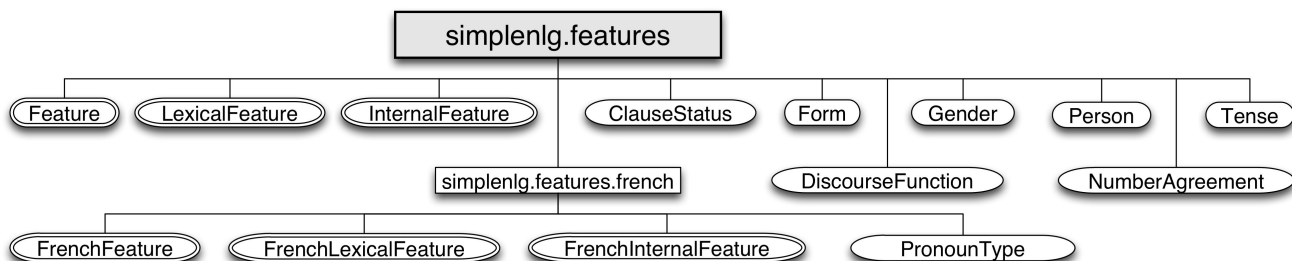 simplenlg.features
Feature
LexicalFeature
InternalFeature
ClauseStatus
Form
Gender
Person
Tense
simplenlg.features.french
DiscourseFunction
NumberAgreement
FrenchFeature
FrenchLexicalFeature
FrenchInternalFeature
PronounType